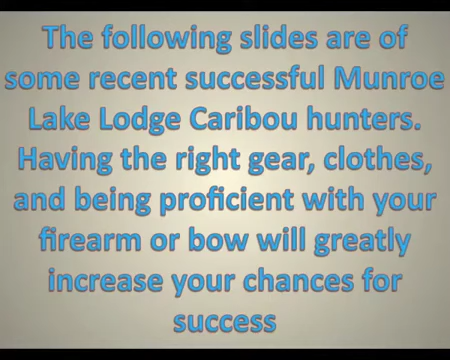 The following slides are of
some recent successful Munroe
Lake Lodge Caribou hunters.
Having the right gear, clothes,
and being proficient with your
firearm or bow will greatly
increase your chances for
success